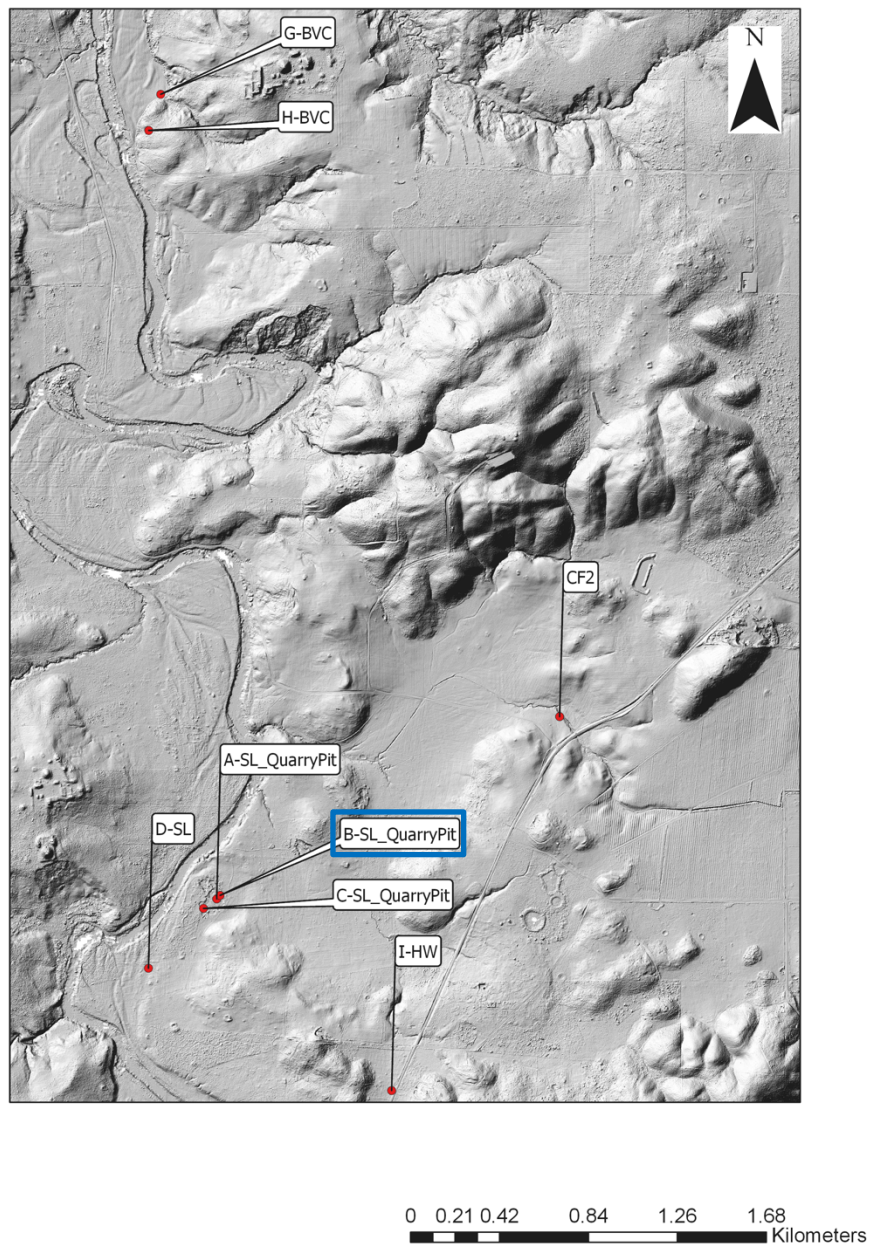 G-BVC
N
H-BVC
CF2
A-SL_QuarryPit
D-SL
B-SL_QuarryPit
C-SL_QuarryPit
I-HW
0 0.21 0.42 0.84 1.26 1.68
Kilometers